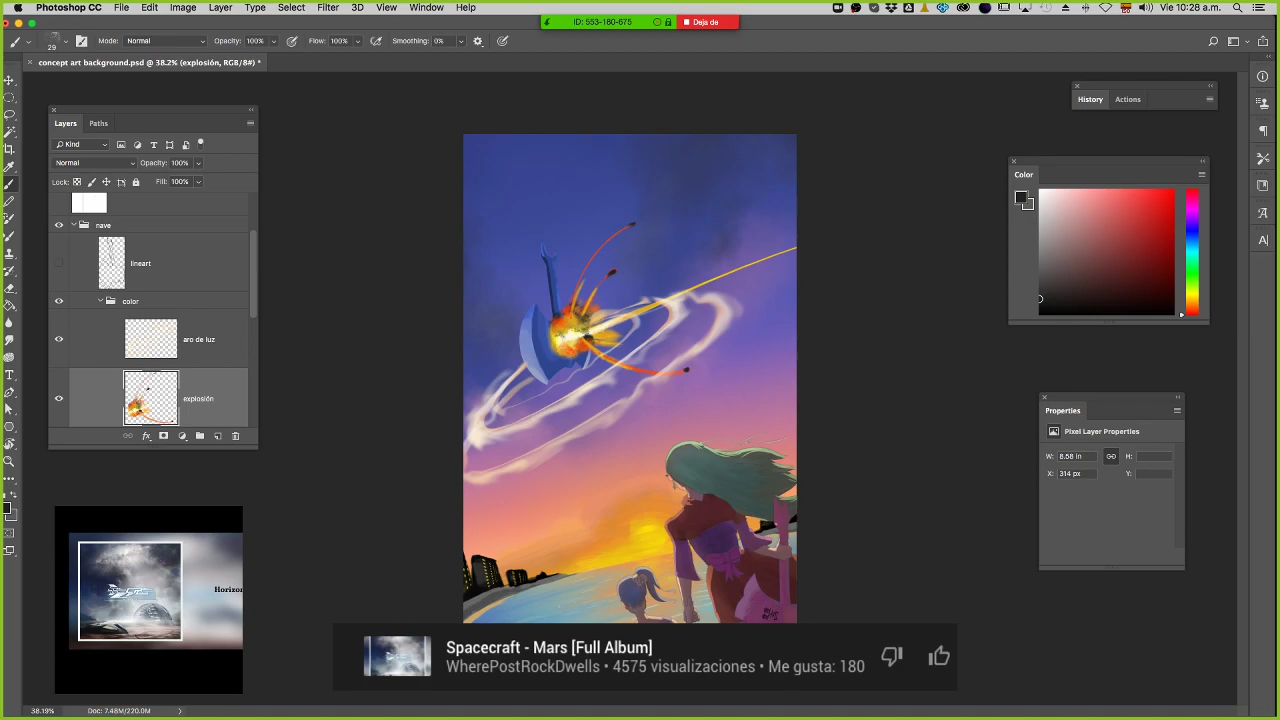 Photoshop CC File Edit Image Layer Type Select Filter 3D View Window Help Vie 10:28 a.m.
ID: 553-180-675 Deja de
29 Mode: Normal Opacity: 100% Flow: 100% Smoothing: 0%
concept art background.psd @ 38.2% (explosión, RGB/8#) *
History Actions
Layers Paths
Kind
Normal Opacity: 100%
Lock: Fill: 100%
nave
lineart
color
aro de luz
explosión
fx
Color
Properties
Pixel Layer Properties
W: 8.58 in H:
X: 314 px Y:
Horizon
Spacecraft - Mars [Full Album]
WherePostRockDwells • 4575 visualizaciones • Me gusta: 180
38.19% Doc: 7.48M/220.0M